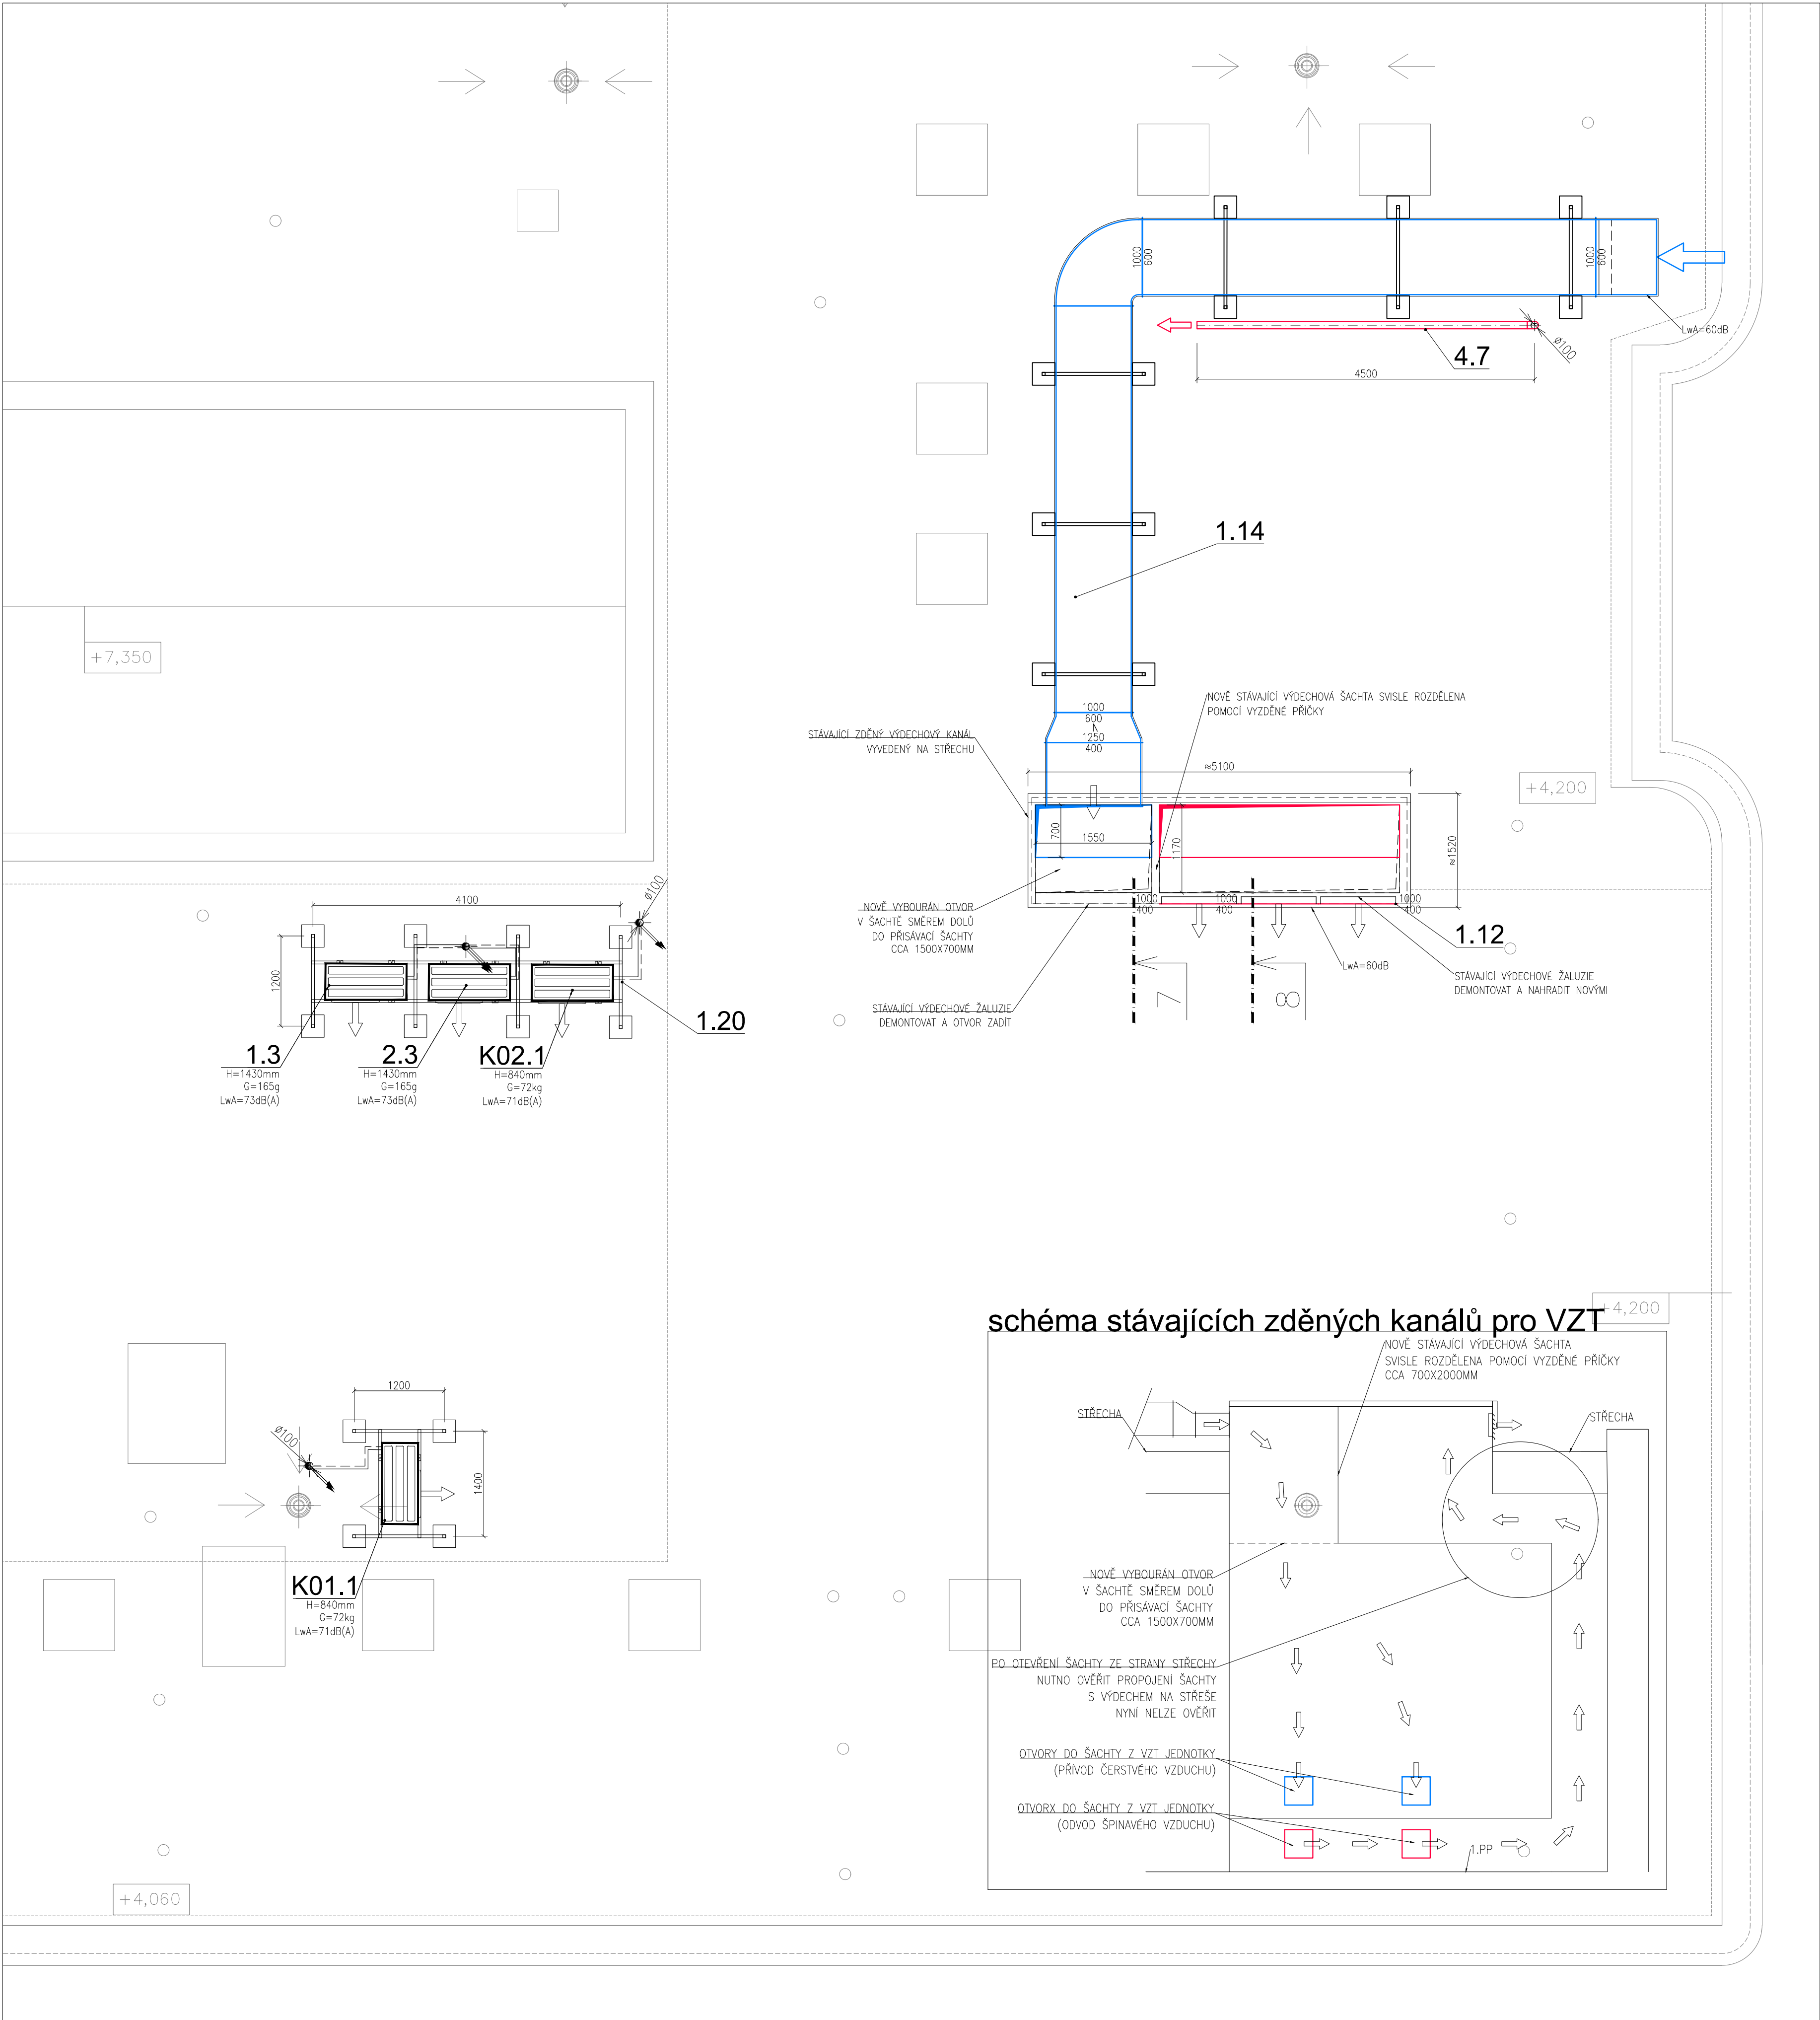 1000
600
1000
600
LwA=60dB
ø100
4.7
4500
1.14
+7,350
NOVĚ STÁVAJÍCÍ VÝDECHOVÁ ŠACHTA SVISLE ROZDĚLENA
POMOCÍ VYZDĚNÉ PŘÍČKY
1000
600
1250
400
STÁVAJÍCÍ ZDĚNÝ VÝDECHOVÝ KANÁL
VYVEDENÝ NA STŘECHU
≈5100
+4,200
700
1550
1170
≈1520
1000
400
1000
400
1000
400
NOVĚ VYBOURÁN OTVOR
V ŠACHTĚ SMĚREM DOLŮ
DO PŘISÁVACÍ ŠACHTY
CCA 1500X700MM
1.12
LwA=60dB
STÁVAJÍCÍ VÝDECHOVÉ ŽALUZIE
DEMONTOVAT A NAHRADIT NOVÝMI
7
8
STÁVAJÍCÍ VÝDECHOVÉ ŽALUZIE
DEMONTOVAT A OTVOR ZADÍT
4100
ø100
1200
1.20
1.3
H=1430mm
G=165g
LwA=73dB(A)
2.3
H=1430mm
G=165g
LwA=73dB(A)
K02.1
H=840mm
G=72kg
LwA=71dB(A)
+4,200
schéma stávajících zděných kanálů pro VZT
NOVĚ STÁVAJÍCÍ VÝDECHOVÁ ŠACHTA
SVISLE ROZDĚLENA POMOCÍ VYZDĚNÉ PŘÍČKY
CCA 700X2000MM
STŘECHA
STŘECHA
1200
ø100
1400
K01.1
H=840mm
G=72kg
LwA=71dB(A)
NOVĚ VYBOURÁN OTVOR
V ŠACHTĚ SMĚREM DOLŮ
DO PŘISÁVACÍ ŠACHTY
CCA 1500X700MM
PO OTEVŘENÍ ŠACHTY ZE STRANY STŘECHY
NUTNO OVĚŘIT PROPOJENÍ ŠACHTY
S VÝDECHEM NA STŘEŠE
NYNÍ NELZE OVĚŘIT
OTVORY DO ŠACHTY Z VZT JEDNOTKY
(PŘÍVOD ČERSTVÉHO VZDUCHU)
OTVORX DO ŠACHTY Z VZT JEDNOTKY
(ODVOD ŠPINAVÉHO VZDUCHU)
1.PP
+4,060